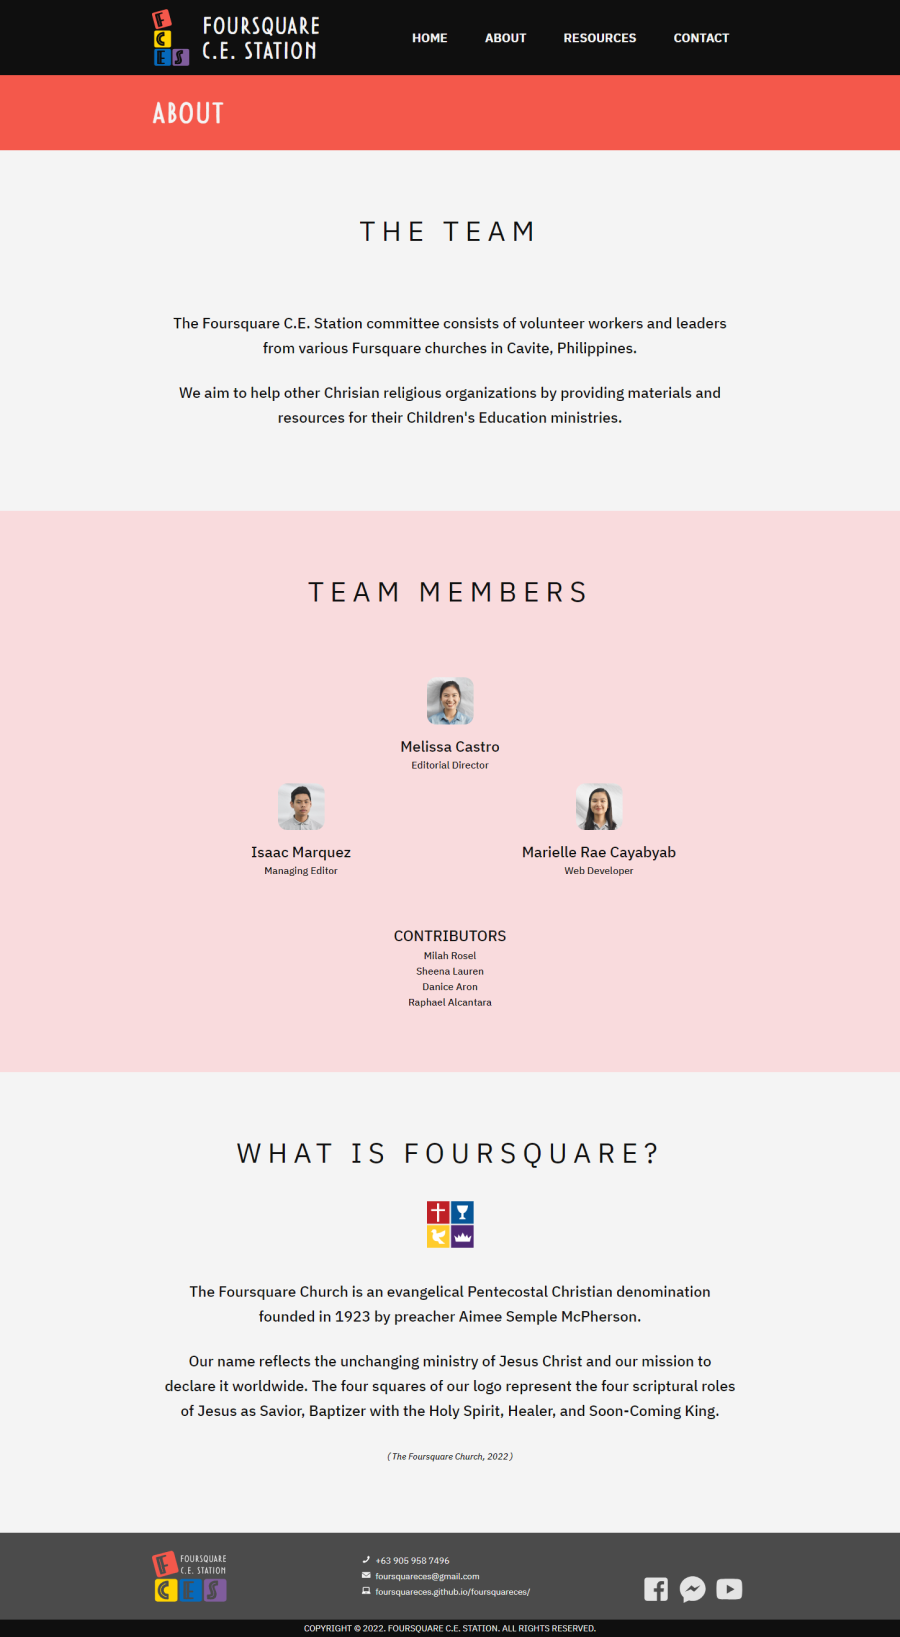 F
C
E S
FOURSQUARE
C.E. STATION
HOME ABOUT RESOURCES CONTACT
ABOUT
THE TEAM
The Foursquare C.E. Station committee consists of volunteer workers and leaders
from various Fursquare churches in Cavite, Philippines.
We aim to help other Chrisian religious organizations by providing materials and
resources for their Children's Education ministries.
TEAM MEMBERS
Melissa Castro
Editorial Director
Isaac Marquez
Managing Editor
Marielle Rae Cayabyab
Web Developer
CONTRIBUTORS
Milah Rosel
Sheena Lauren
Danice Aron
Raphael Alcantara
WHAT IS FOURSQUARE?
The Foursquare Church is an evangelical Pentecostal Christian denomination
founded in 1923 by preacher Aimee Semple McPherson.
Our name reflects the unchanging ministry of Jesus Christ and our mission to
declare it worldwide. The four squares of our logo represent the four scriptural roles
of Jesus as Savior, Baptizer with the Holy Spirit, Healer, and Soon-Coming King.
(The Foursquare Church, 2022)
F
FOURSQUARE
C.E. STATION
C E S
+63 905 958 7496
foursquareces@gmail.com
foursquareces.github.io/foursquareces/
COPYRIGHT © 2022. FOURSQUARE C.E. STATION. ALL RIGHTS RESERVED.